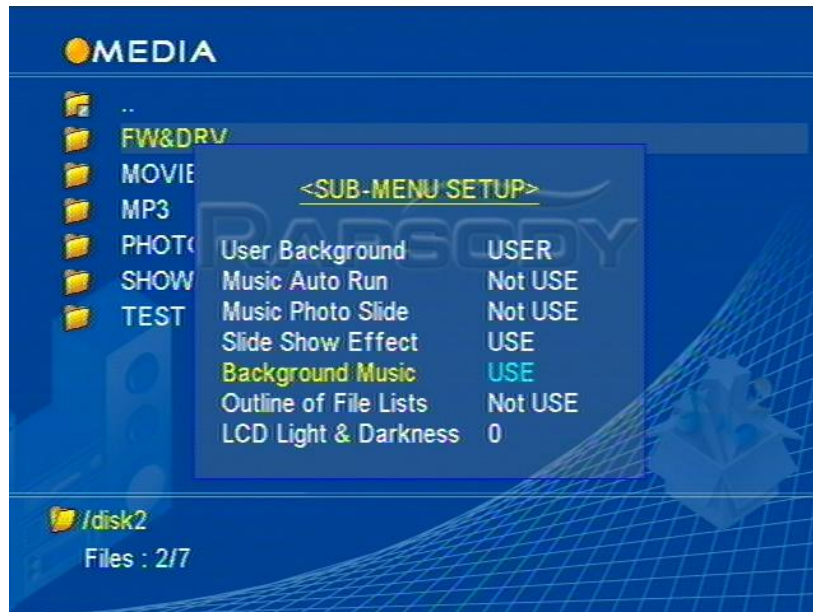 MEDIA
..
FW&DRV
MOVIE
MP3
PHOTO
SHOW
TEST
<SUB-MENU SETUP>
RAPSODY
User Background USER
Music Auto Run Not USE
Music Photo Slide Not USE
Slide Show Effect USE
Background Music USE
Outline of File Lists Not USE
LCD Light & Darkness 0
/disk2
Files : 2/7